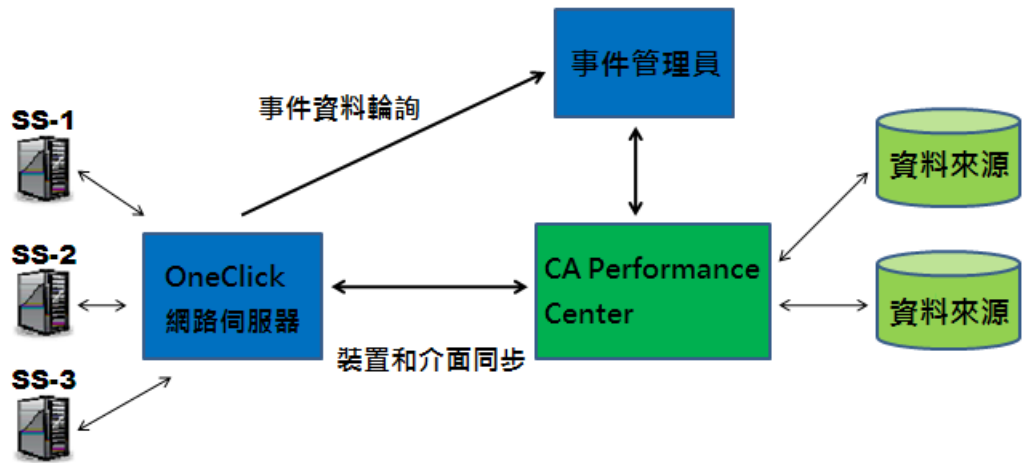 事件管理員
事件資料輪詢
SS-1
資料來源
SS-2
OneClick
網路伺服器
CA Performance
Center
資料來源
裝置和介面同步
SS-3